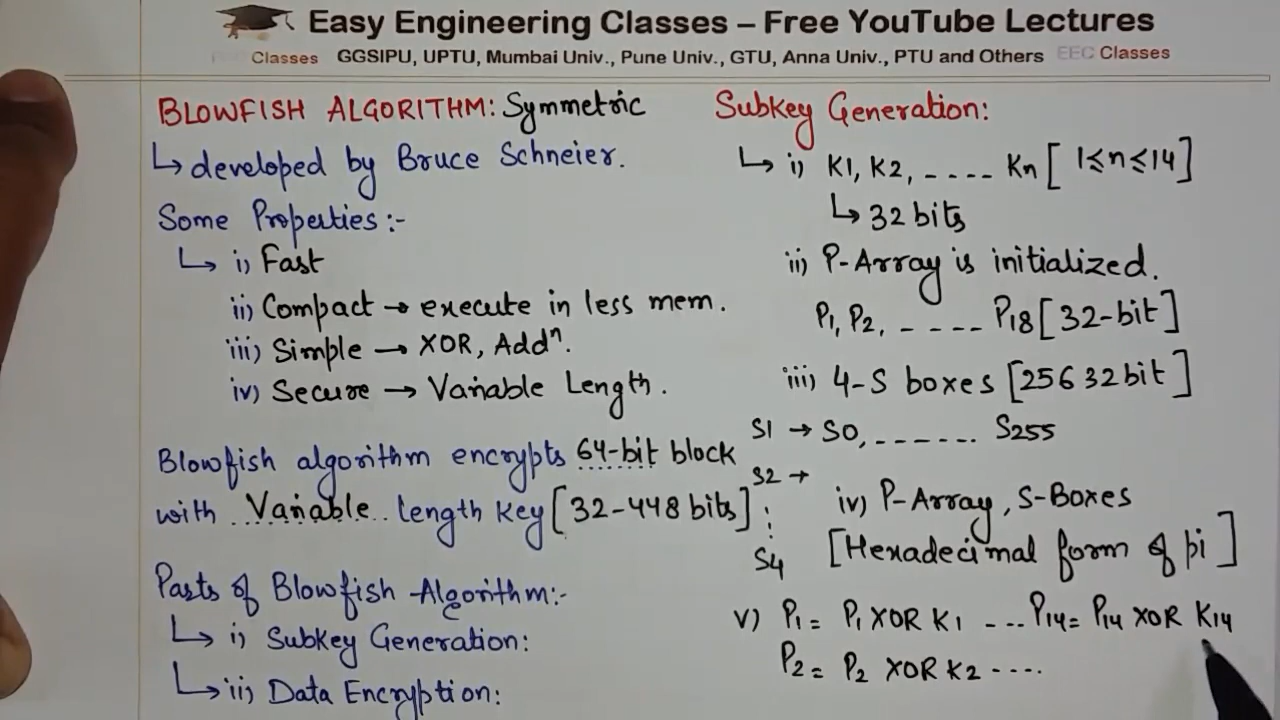 Easy Engineering Classes – Free YouTube Lectures
Classes GGSIPU, UPTU, Mumbai Univ., Pune Univ., GTU, Anna Univ., PTU and Others EEC Classes
BLOWFISH ALGORITHM: Symmetric
↳ developed by Bruce Schneier.
Some Properties :-
↳ i) Fast
ii) Compact → execute in less mem.
iii) Simple → XOR, Addⁿ.
iv) Secure → Variable Length.
Blowfish algorithm encrypts 64-bit block
with Variable length key [32-448 bits]
Parts of Blowfish Algorithm:-
↳ i) Subkey Generation:
↳ ii) Data Encryption:
Subkey Generation:
↳ i) K1, K2, ---- Kn [1≤n≤14]
↳ 32 bits
ii) P-Array is initialized.
P1, P2, ---- P18 [32-bit]
iii) 4-S boxes [256 32 bit]
S1 → S0, ------- S255
S2 →
⋮
S4
iv) P-Array, S-Boxes
[Hexadecimal form of pi]
v) P1 = P1 XOR K1 --- P14 = P14 XOR K14
P2 = P2 XOR K2 ----